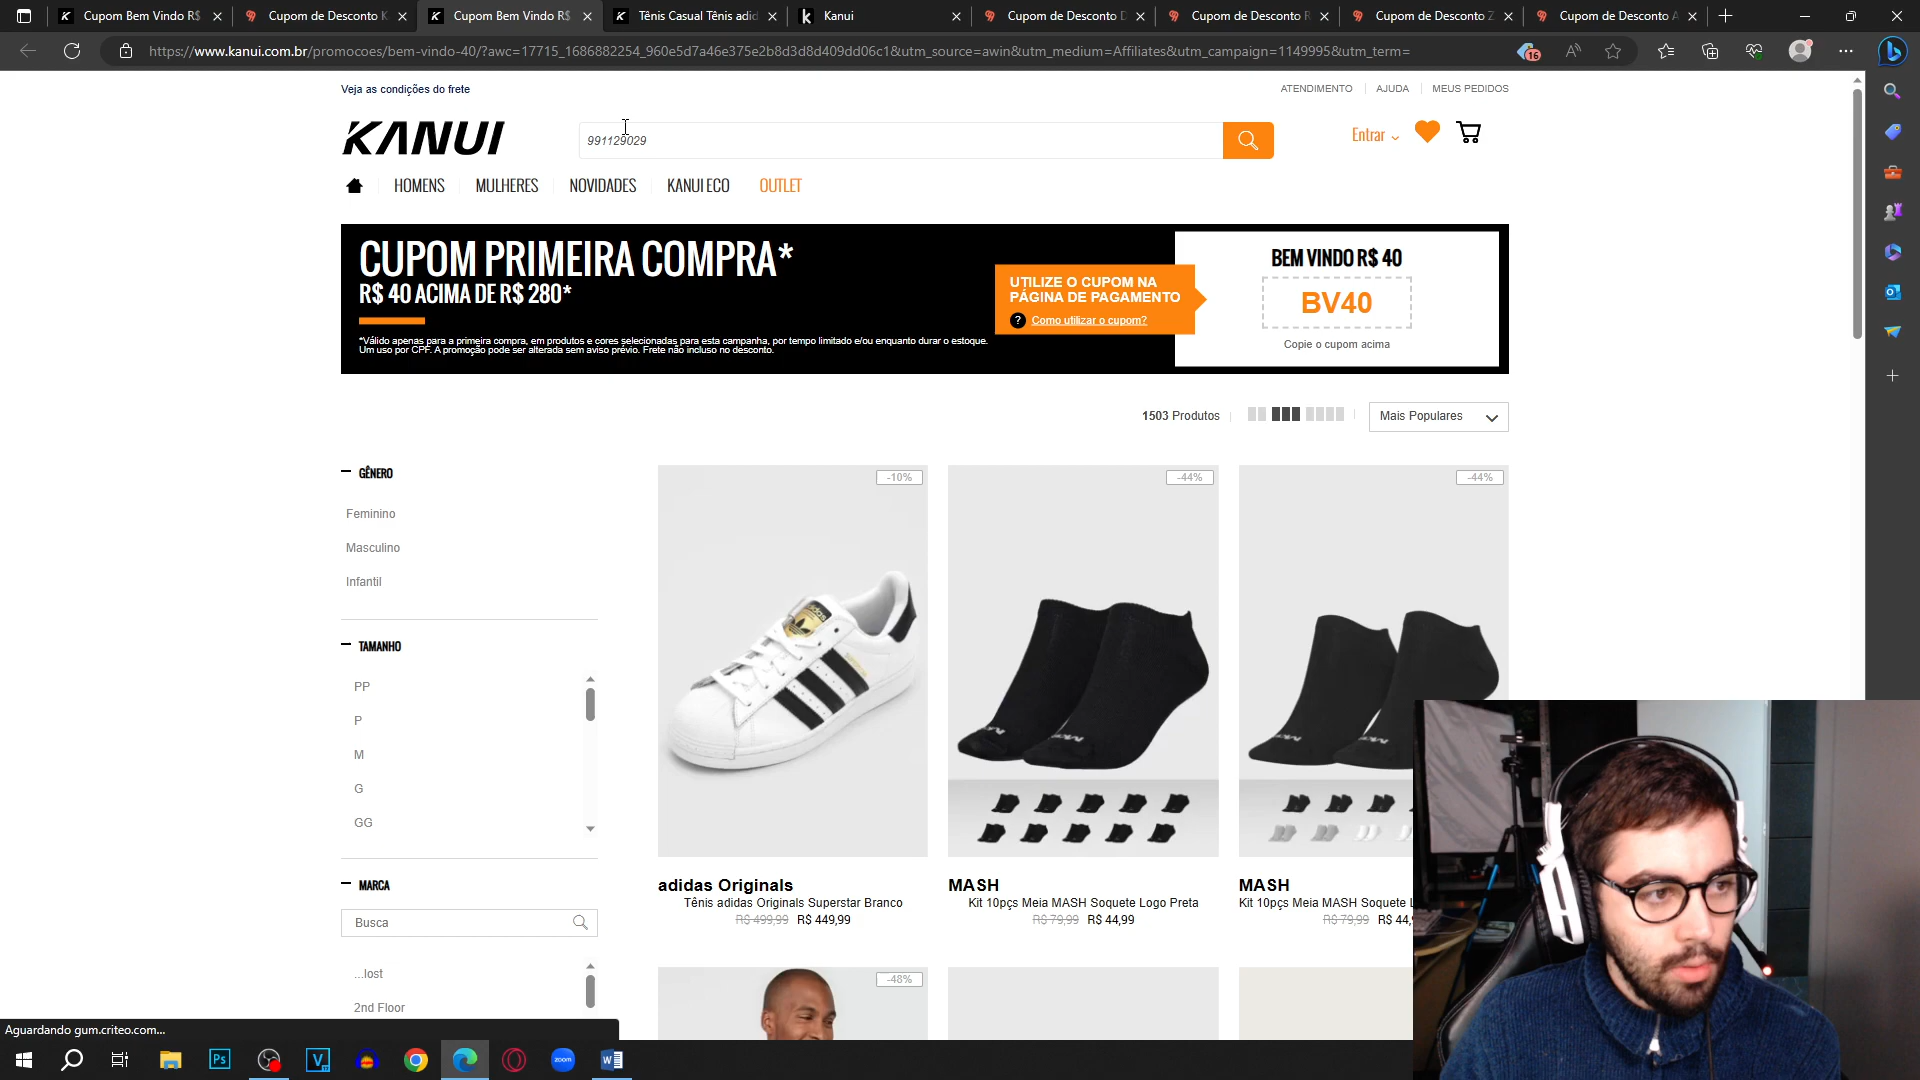 Cupom Bem Vindo R$
Cupom de Desconto K
Cupom Bem Vindo R$
Tênis Casual Tênis adid
Kanui
Cupom de Desconto D
Cupom de Desconto R
Cupom de Desconto Z
Cupom de Desconto A
https://www.kanui.com.br/promocoes/bem-vindo-40/?awc=17715_1686882254_960e5d7a46e375e2b8d3d8d409dd06c1&utm_source=awin&utm_medium=Affiliates&utm_campaign=1149995&utm_term=
16
Veja as condições do frete
ATENDIMENTO
AJUDA
MEUS PEDIDOS
KANUI
991129029
Entrar
HOMENS
MULHERES
NOVIDADES
KANUI ECO
OUTLET
CUPOM PRIMEIRA COMPRA*
R$ 40 ACIMA DE R$ 280*
*Válido apenas para a primeira compra, em produtos e cores selecionadas para esta campanha, por tempo limitado e/ou enquanto durar o estoque.
Um uso por CPF. A promoção pode ser alterada sem aviso prévio. Frete não incluso no desconto.
UTILIZE O CUPOM NA
PÁGINA DE PAGAMENTO
? Como utilizar o cupom?
BEM VINDO R$ 40
BV40
Copie o cupom acima
1503 Produtos
Mais Populares
GÊNERO
Feminino
Masculino
Infantil
TAMANHO
PP
P
M
G
GG
MARCA
Busca
...lost
2nd Floor
-10%
-44%
-44%
adidas Originals
Tênis adidas Originals Superstar Branco
R$ 499,99 R$ 449,99
MASH
Kit 10pçs Meia MASH Soquete Logo Preta
R$ 79,99 R$ 44,99
MASH
Kit 10pçs Meia MASH Soquete L
R$ 79,99 R$ 44,
-48%
Aguardando gum.criteo.com...
Ps
V
zoom
W